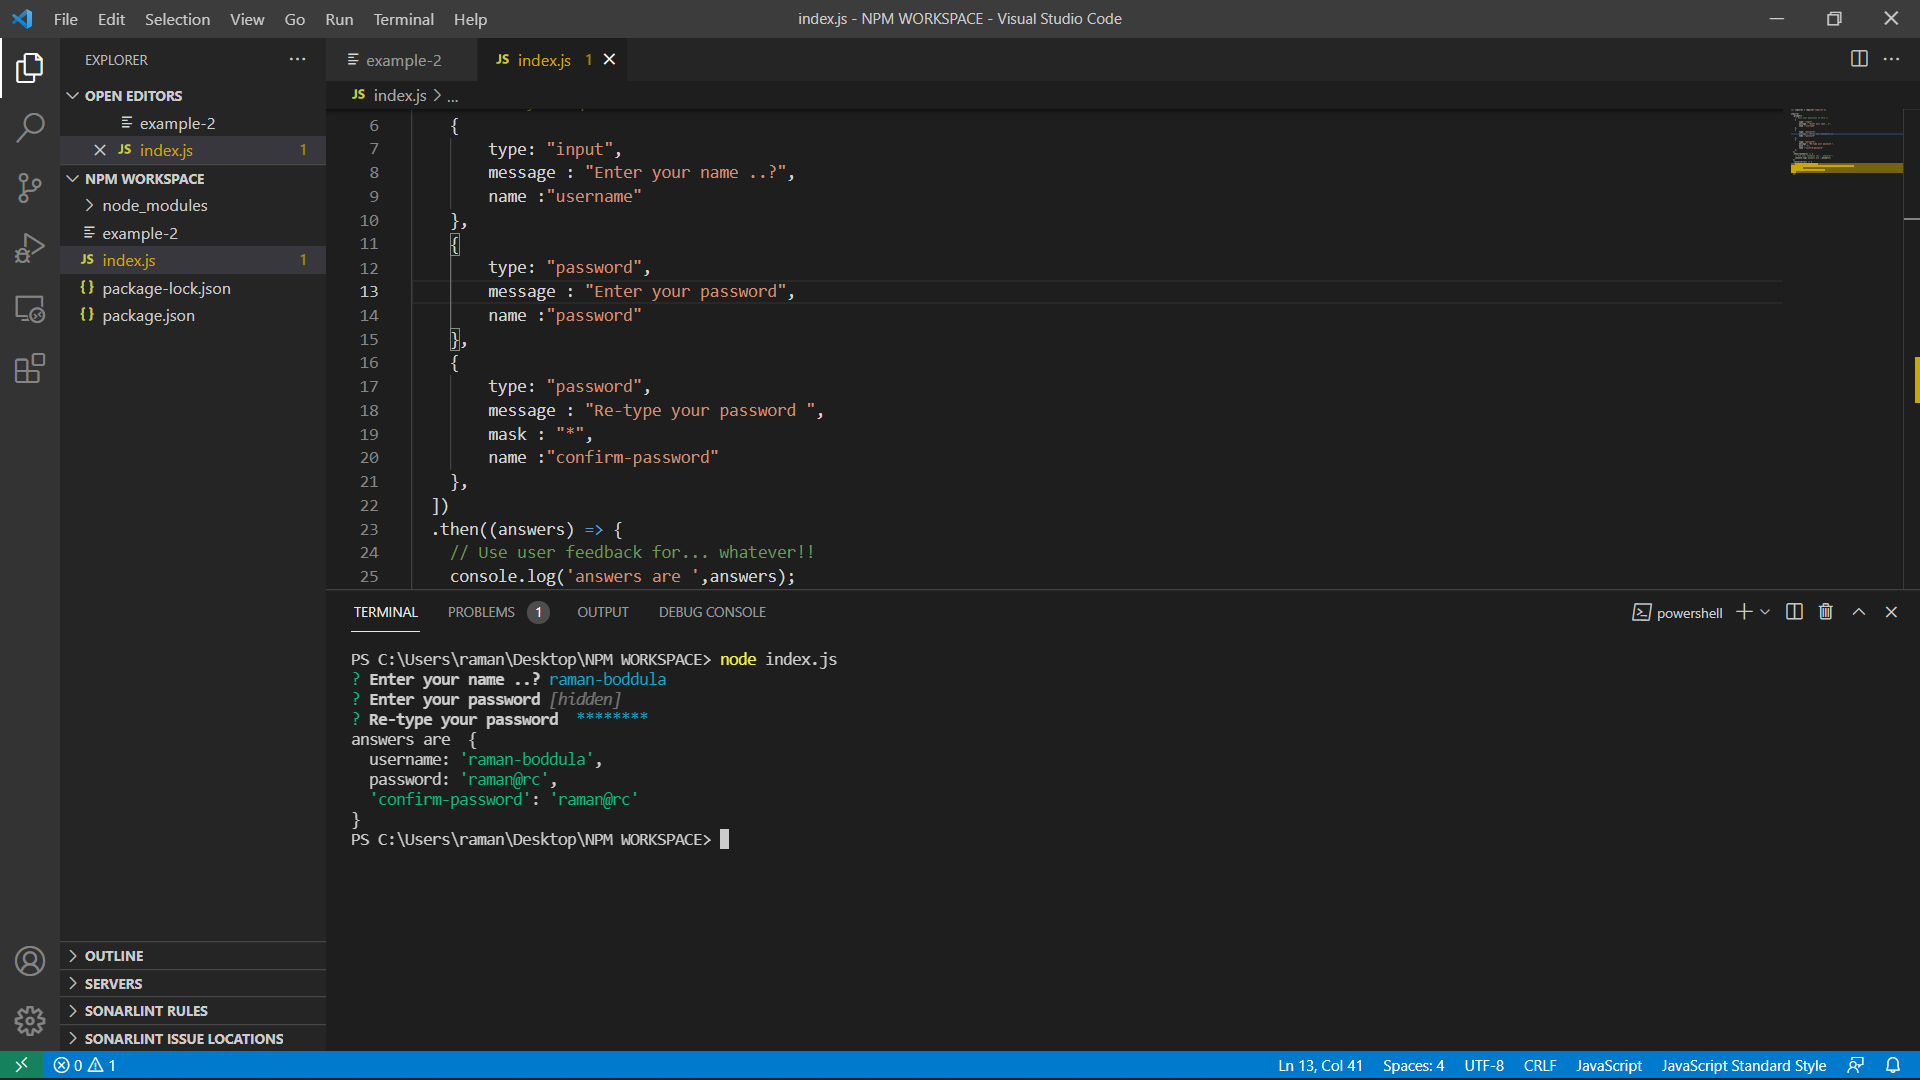 File Edit Selection View Go Run Terminal Help
index.js - NPM WORKSPACE - Visual Studio Code
EXPLORER
OPEN EDITORS
example-2
JS index.js 1
NPM WORKSPACE
node_modules
example-2
JS index.js 1
{} package-lock.json
{} package.json
OUTLINE
SERVERS
SONARLINT RULES
SONARLINT ISSUE LOCATIONS
example-2
JS index.js 1
JS index.js > ...
6 {
7 type: "input",
8 message : "Enter your name ..?",
9 name :"username"
10 },
11 {
12 type: "password",
13 message : "Enter your password",
14 name :"password"
15 },
16 {
17 type: "password",
18 message : "Re-type your password ",
19 mask : "*",
20 name :"confirm-password"
21 },
22 ])
23 .then((answers) => {
24 // Use user feedback for... whatever!!
25 console.log('answers are ',answers);
TERMINAL PROBLEMS 1 OUTPUT DEBUG CONSOLE
powershell
PS C:\Users\raman\Desktop\NPM WORKSPACE> node index.js
? Enter your name ..? raman-boddula
? Enter your password [hidden]
? Re-type your password  ********
answers are  {
  username: 'raman-boddula',
  password: 'raman@rc',
  'confirm-password': 'raman@rc'
}
PS C:\Users\raman\Desktop\NPM WORKSPACE>
0 1
Ln 13, Col 41 Spaces: 4 UTF-8 CRLF JavaScript JavaScript Standard Style